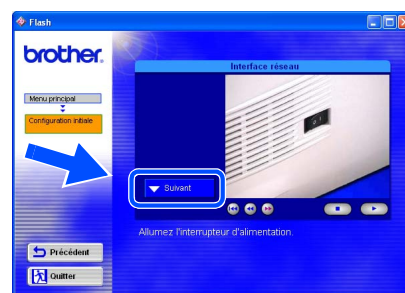 Flash
brother.
Interface réseau
Menu principal
Configuration initiale
Suivant
Allumez l'interrupteur d'alimentation.
Précédent
Quitter